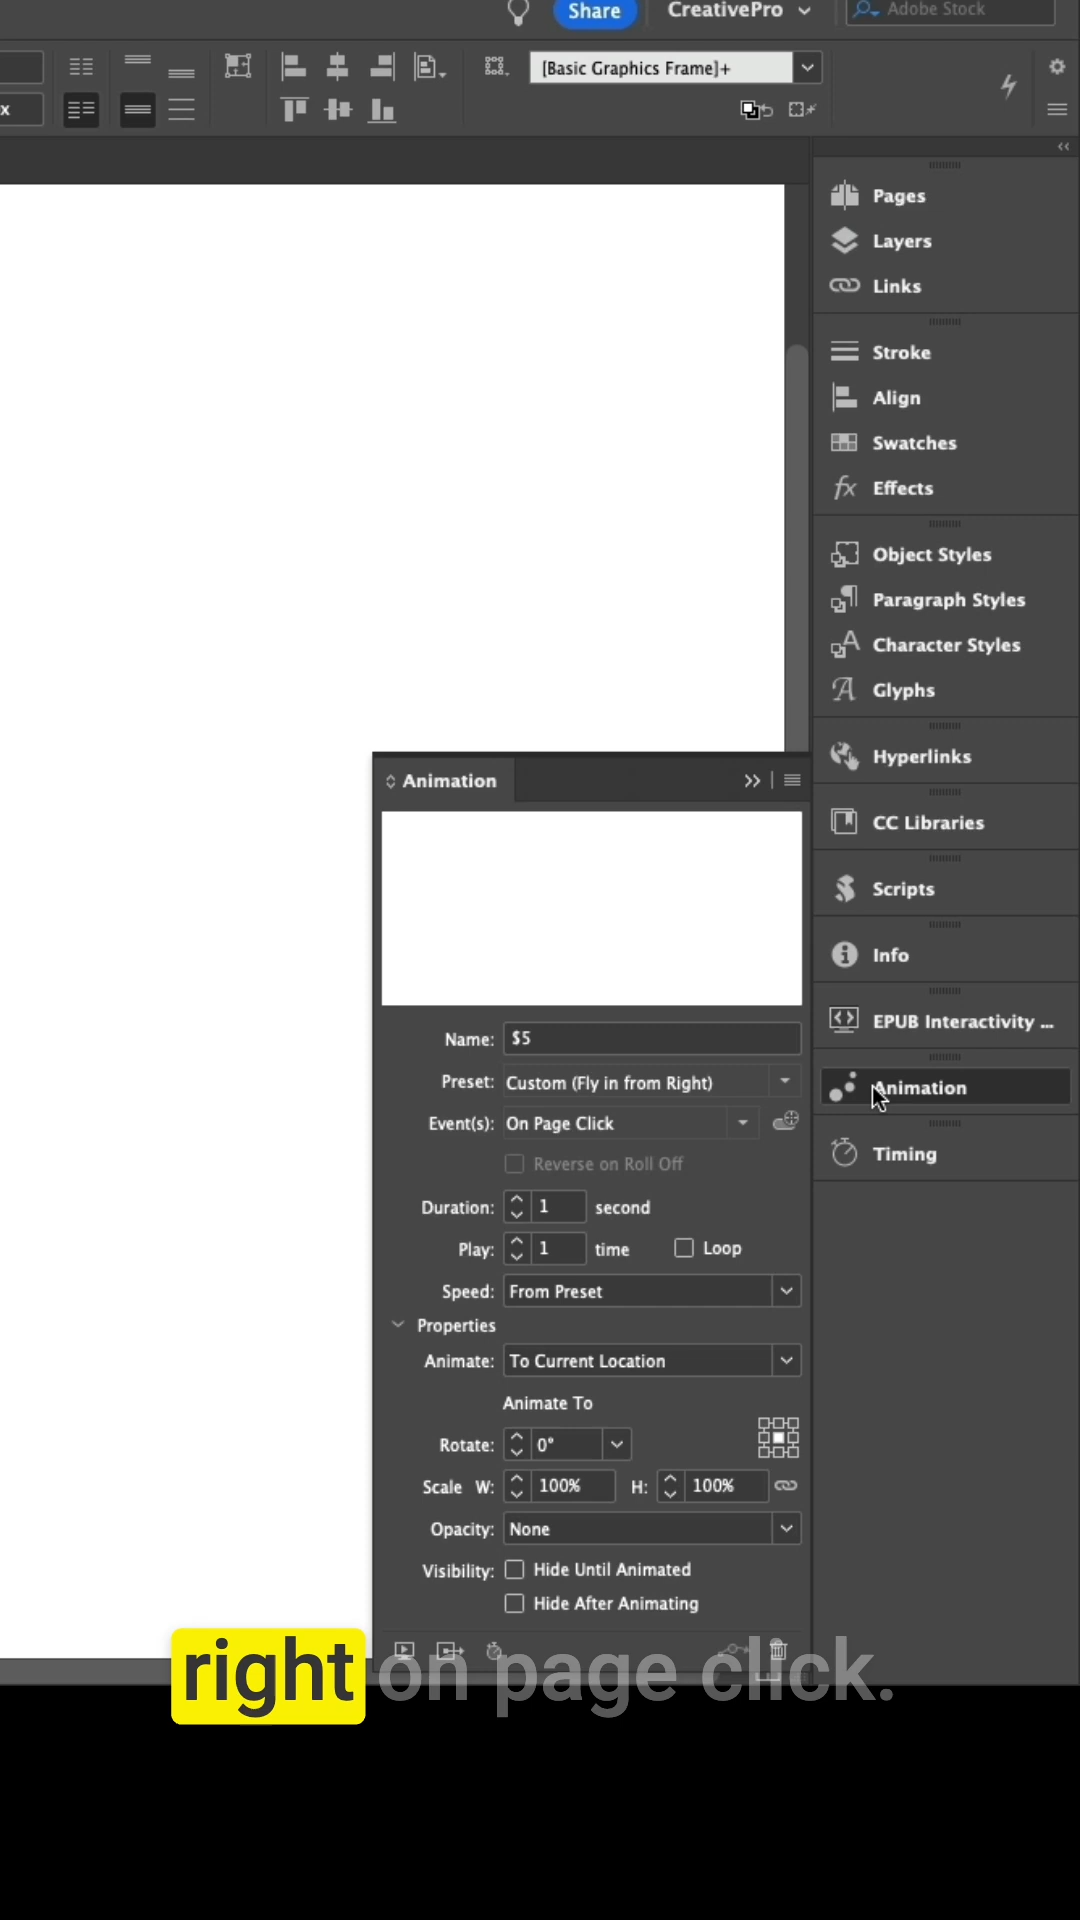 Share
CreativePro
Adobe Stock
[Basic Graphics Frame]+
x
Pages
Layers
Links
Stroke
Align
Swatches
fx Effects
Object Styles
Paragraph Styles
Character Styles
Glyphs
Hyperlinks
CC Libraries
Scripts
Info
EPUB Interactivity ...
Animation
Timing
Animation
Name: $5
Preset: Custom (Fly in from Right)
Event(s): On Page Click
Reverse on Roll Off
Duration: 1 second
Play: 1 time Loop
Speed: From Preset
Properties
Animate: To Current Location
Animate To
Rotate: 0°
Scale W: 100% H: 100%
Opacity: None
Visibility: Hide Until Animated
Hide After Animating
right on page click.